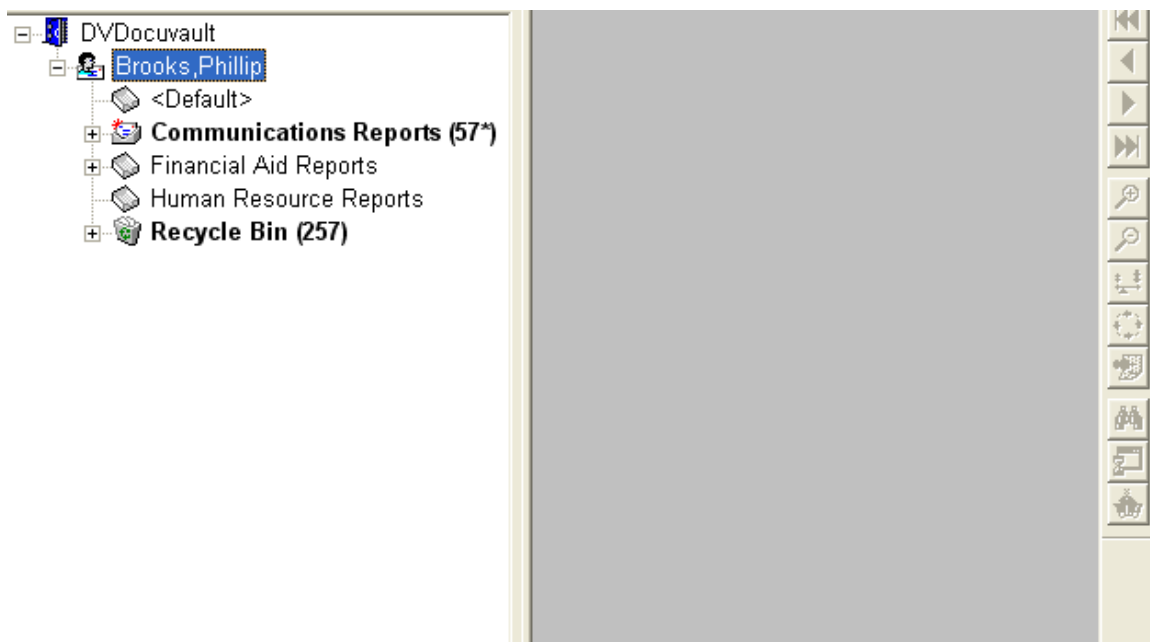 DVDocuvault
Brooks,Phillip
<Default>
Communications Reports (57*)
Financial Aid Reports
Human Resource Reports
Recycle Bin (257)